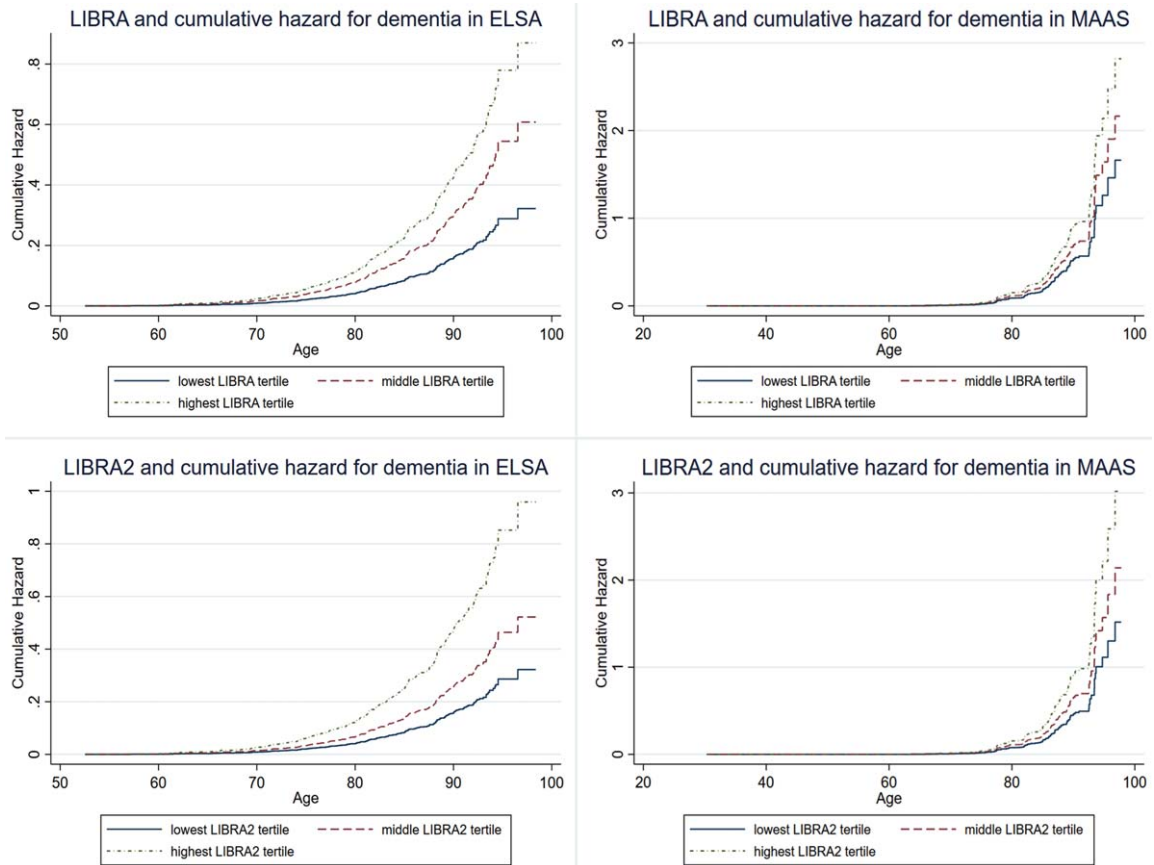 LIBRA and cumulative hazard for dementia in ELSA
Cumulative Hazard
.8
.6
.4
.2
0
50 60 70 80 90 100
Age
lowest LIBRA tertile middle LIBRA tertile
highest LIBRA tertile
LIBRA and cumulative hazard for dementia in MAAS
Cumulative Hazard
3
2
1
0
20 40 60 80 100
Age
lowest LIBRA tertile middle LIBRA tertile
highest LIBRA tertile
LIBRA2 and cumulative hazard for dementia in ELSA
Cumulative Hazard
1
.8
.6
.4
.2
0
50 60 70 80 90 100
Age
lowest LIBRA2 tertile middle LIBRA2 tertile
highest LIBRA2 tertile
LIBRA2 and cumulative hazard for dementia in MAAS
Cumulative Hazard
3
2
1
0
20 40 60 80 100
Age
lowest LIBRA2 tertile middle LIBRA2 tertile
highest LIBRA2 tertile